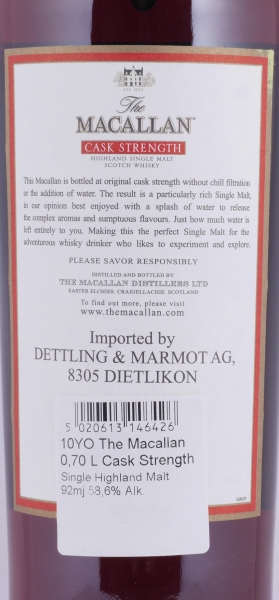 The
MACALLAN
CASK STRENGTH
HIGHLAND SINGLE MALT
SCOTCH WHISKY
This Macallan is bottled at original cask strength without chill filtration
or the addition of water. The result is a particularly rich Single Malt,
in our opinion best enjoyed with a splash of water to release
the complex aromas and sumptuous flavours. Just how much water is
left entirely to you. Making this the perfect Single Malt for the
adventurous whisky drinker who likes to experiment and explore.
PLEASE SAVOR RESPONSIBLY
DISTILLED AND BOTTLED BY
THE MACALLAN DISTILLERS LTD
EASTER ELCHIES, CRAIGELLACHIE, SCOTLAND
To find out more, please visit
www.themacallan.com
Imported by
DETTLING & MARMOT AG,
8305 DIETLIKON
5 020613 146426
10YO The Macallan
0,70 L Cask Strength
Single Highland Malt
92mj 58,6% Alk.